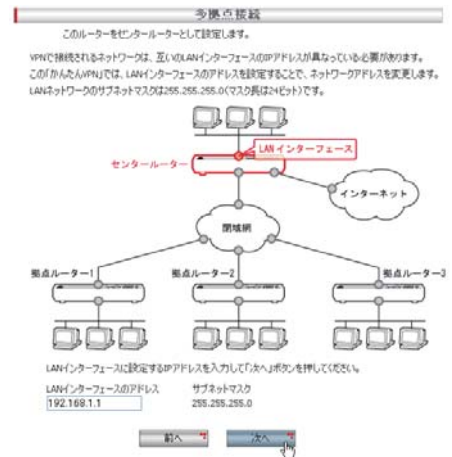 多拠点接続
このルーターをセンタールーターとして設定します。
VPNで接続されるネットワークは、互いのLANインターフェースのIPアドレスが異なっている必要があります。
この「かんたんVPN」では、LANインターフェースのアドレスを設定することで、ネットワークアドレスを変更します。
LANネットワークのサブネットマスクは255.255.255.0(マスク長は24ビット)です。
LANインターフェース
センタールーター
インターネット
閉域網
拠点ルーター1
拠点ルーター2
拠点ルーター3
LANインターフェースに設定するIPアドレスを入力して「次へ」ボタンを押してください。
LANインターフェースのアドレス サブネットマスク
192.168.1.1 255.255.255.0
前へ 次へ